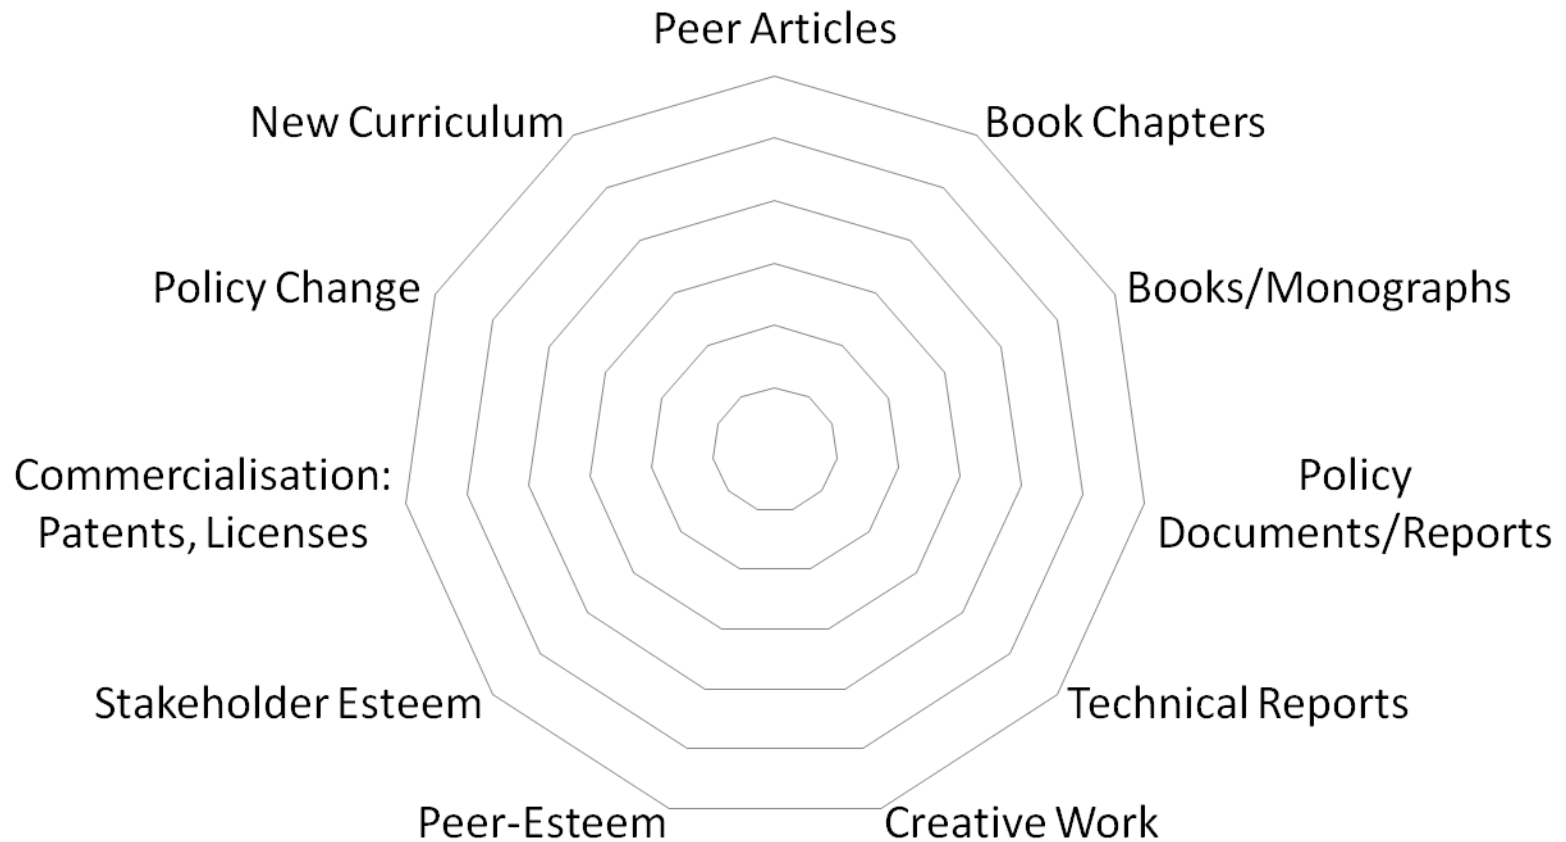 Peer Articles
New Curriculum
Book Chapters
Policy Change
Books/Monographs
Commercialisation:
Patents, Licenses
Policy
Documents/Reports
Stakeholder Esteem
Technical Reports
Peer-Esteem
Creative Work